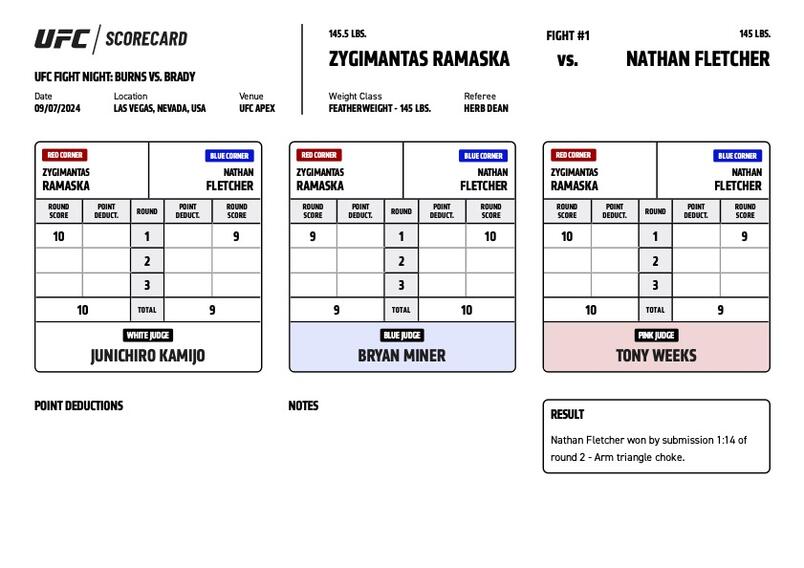 UFC / SCORECARD
UFC FIGHT NIGHT: BURNS VS. BRADY
Date Location Venue
09/07/2024 LAS VEGAS, NEVADA, USA UFC APEX
145.5 LBS. FIGHT #1 145 LBS.
ZYGIMANTAS RAMASKA VS. NATHAN FLETCHER
Weight Class Referee
FEATHERWEIGHT - 145 LBS. HERB DEAN
RED CORNER BLUE CORNER
ZYGIMANTAS NATHAN
RAMASKA FLETCHER
ROUND POINT ROUND POINT ROUND
SCORE DEDUCT. DEDUCT. SCORE
10 1 9
2
3
10 TOTAL 9
WHITE JUDGE
JUNICHIRO KAMIJO
RED CORNER BLUE CORNER
ZYGIMANTAS NATHAN
RAMASKA FLETCHER
ROUND POINT ROUND POINT ROUND
SCORE DEDUCT. DEDUCT. SCORE
9 1 10
2
3
9 TOTAL 10
BLUE JUDGE
BRYAN MINER
RED CORNER BLUE CORNER
ZYGIMANTAS NATHAN
RAMASKA FLETCHER
ROUND POINT ROUND POINT ROUND
SCORE DEDUCT. DEDUCT. SCORE
10 1 9
2
3
10 TOTAL 9
PINK JUDGE
TONY WEEKS
POINT DEDUCTIONS
NOTES
RESULT
Nathan Fletcher won by submission 1:14 of
round 2 - Arm triangle choke.